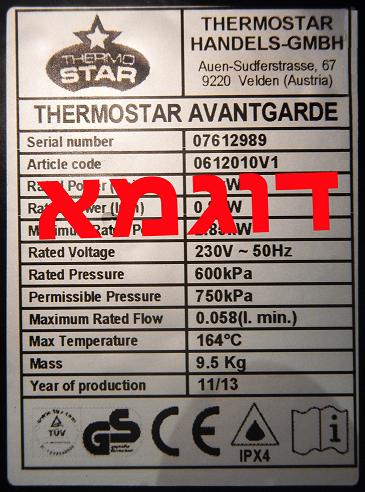 THERMO
STAR
THERMOSTAR
HANDELS-GMBH
Auen-Sudferstrasse, 67
9220 Velden (Austria)
THERMOSTAR AVANTGARDE
Serial number 07612989
Article code 0612010V1
Rated Power
דוגמא
Rated Voltage 230V ~ 50Hz
Rated Pressure 600kPa
Permissible Pressure 750kPa
Maximum Rated Flow 0.058(l. min.)
Max Temperature 164°C
Mass 9.5 Kg
Year of production 11/13
TÜV
GS
CE
IPX4
i